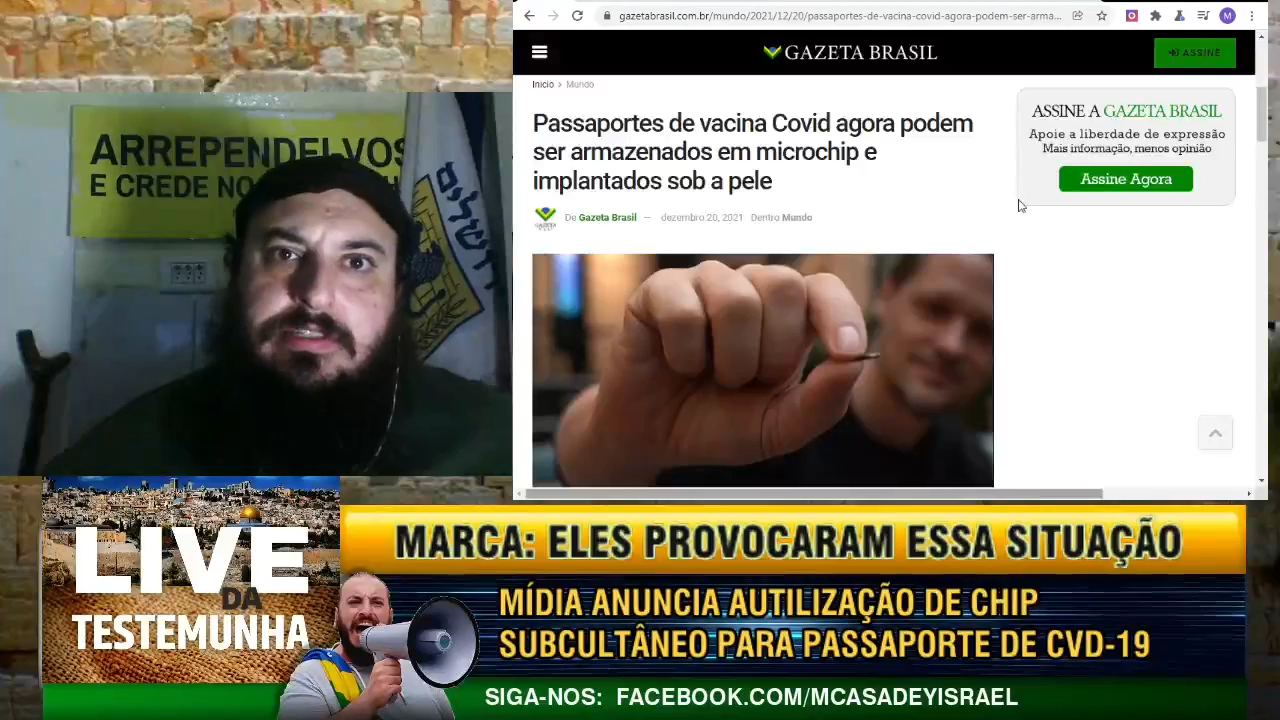 gazetabrasil.com.br/mundo/2021/12/20/passaportes-de-vacina-covid-agora-podem-ser-arma...
M
GAZETA BRASIL
ASSINE
Inicio > Mundo
Passaportes de vacina Covid agora podem
ser armazenados em microchip e
implantados sob a pele
De Gazeta Brasil — dezembro 20, 2021 Dentro Mundo
ASSINE A GAZETA BRASIL
Apoie a liberdade de expressão
Mais informação, menos opinião
Assine Agora
ARREPENDEI VOS
E CREDE NO
ירושלים
LIVE
DA
TESTEMUNHA
MARCA: ELES PROVOCARAM ESSA SITUAÇÃO
MÍDIA ANUNCIA AUTILIZAÇÃO DE CHIP
SUBCULTÂNEO PARA PASSAPORTE DE CVD-19
SIGA-NOS: FACEBOOK.COM/MCASADEYISRAEL